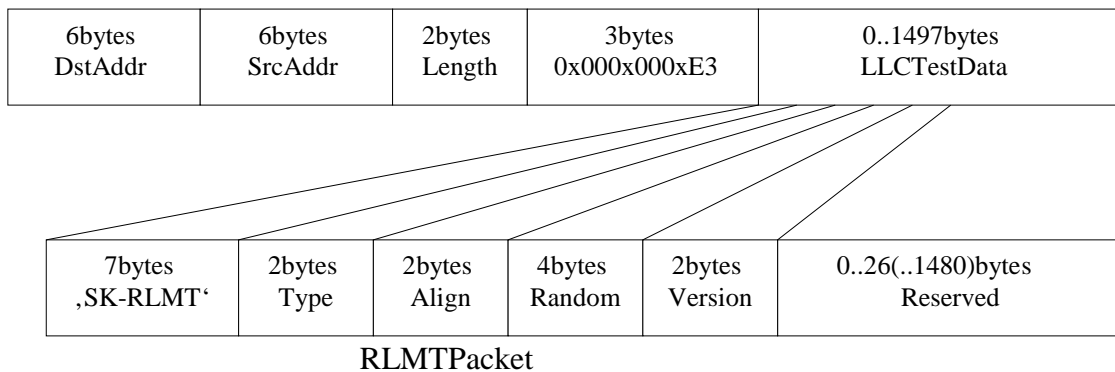 6bytes
DstAddr
6bytes
SrcAddr
2bytes
Length
3bytes
0x000x000xE3
0..1497bytes
LLCTestData
7bytes
‚SK-RLMT‘
2bytes
Type
2bytes
Align
4bytes
Random
2bytes
Version
0..26(..1480)bytes
Reserved
RLMTPacket